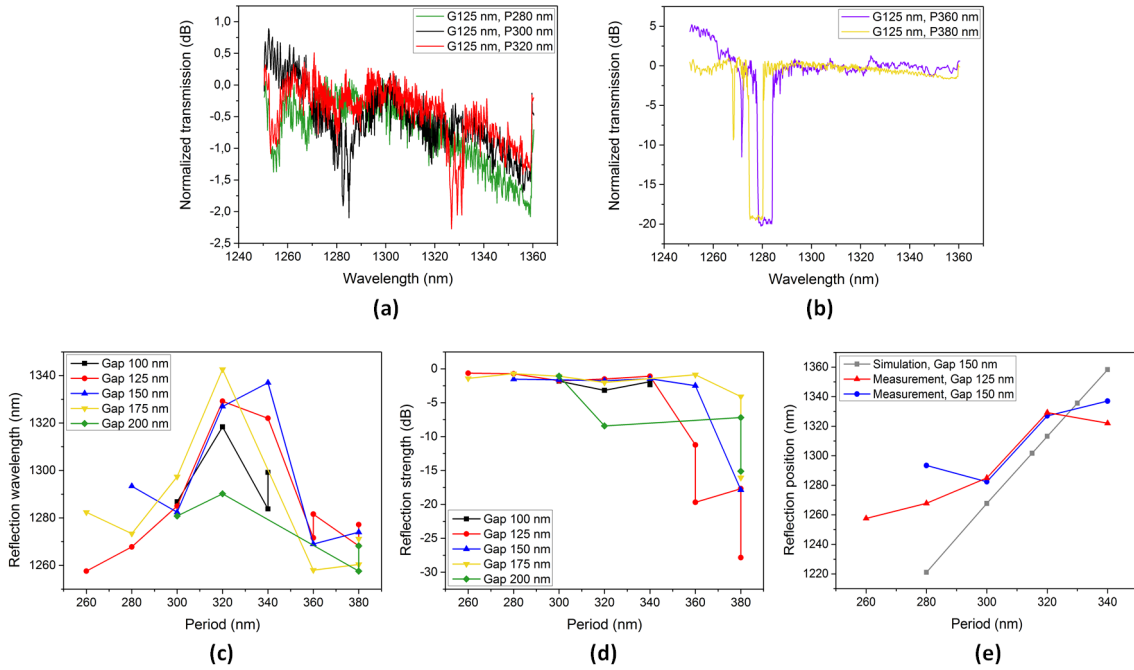 1,0
0,5
0,0
-0,5
-1,0
-1,5
-2,0
-2,5
Normalized transmission (dB)
G125 nm, P280 nm
G125 nm, P300 nm
G125 nm, P320 nm
1240 1260 1280 1300 1320 1340 1360
Wavelength (nm)
(a)
5
0
-5
-10
-15
-20
Normalized transmission (dB)
G125 nm, P360 nm
G125 nm, P380 nm
1240 1260 1280 1300 1320 1340 1360
Wavelength (nm)
(b)
1340
1320
1300
1280
1260
Reflection wavelength (nm)
Gap 100 nm
Gap 125 nm
Gap 150 nm
Gap 175 nm
Gap 200 nm
260 280 300 320 340 360 380
Period (nm)
(c)
0
-5
-10
-15
-20
-25
-30
Reflection strength (dB)
Gap 100 nm
Gap 125 nm
Gap 150 nm
Gap 175 nm
Gap 200 nm
260 280 300 320 340 360 380
Period (nm)
(d)
1360
1340
1320
1300
1280
1260
1240
1220
Reflection position (nm)
Simulation, Gap 150 nm
Measurement, Gap 125 nm
Measurement, Gap 150 nm
260 280 300 320 340
Period (nm)
(e)